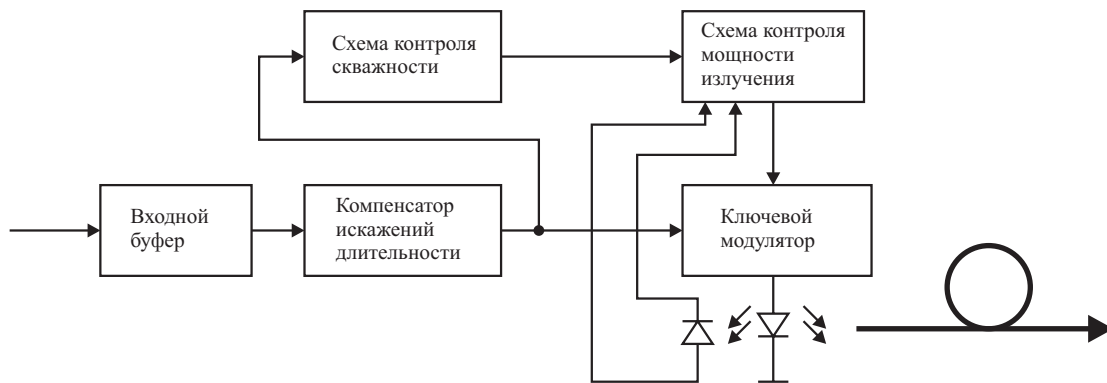 Схема контроля
скважности
Схема контроля
мощности
излучения
Входной
буфер
Компенсатор
искажений
длительности
Ключевой
модулятор